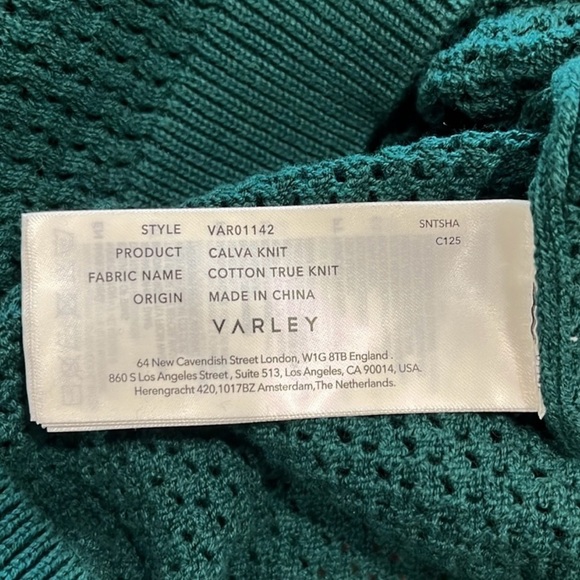 STYLE VAR01142 SNTSHA
PRODUCT CALVA KNIT C125
FABRIC NAME COTTON TRUE KNIT
ORIGIN MADE IN CHINA
VARLEY
64 New Cavendish Street London, W1G 8TB England .
860 S Los Angeles Street , Suite 513, Los Angeles, CA 90014, USA.
Herengracht 420,1017BZ Amsterdam,The Netherlands.